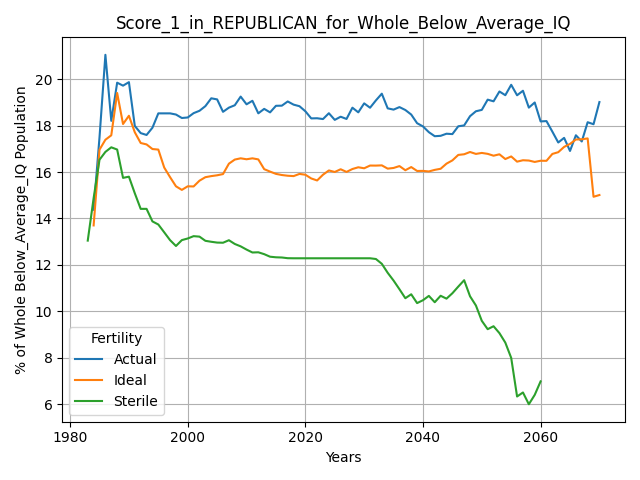 Score_1_in_REPUBLICAN_for_Whole_Below_Average_IQ
% of Whole Below_Average_IQ Population
20
18
16
14
12
10
8
6
Fertility
Actual
Ideal
Sterile
1980 2000 2020 2040 2060
Years